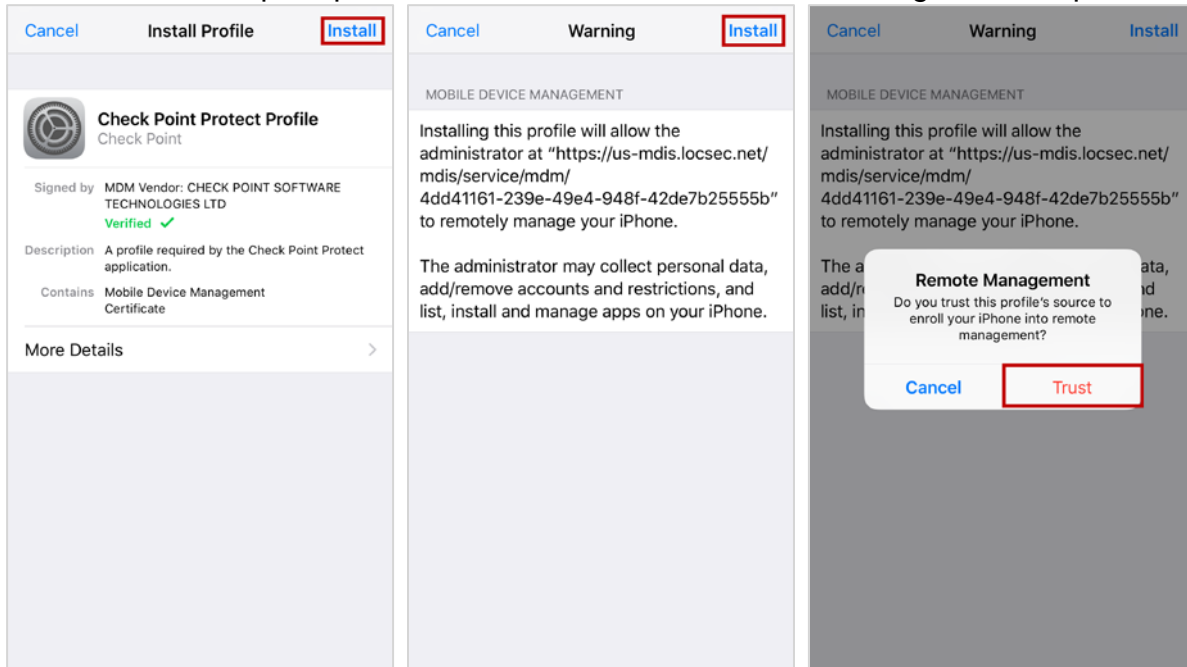 Cancel Install Profile Install
Check Point Protect Profile
Check Point
Signed by MDM Vendor: CHECK POINT SOFTWARE
TECHNOLOGIES LTD
Verified ✓
Description A profile required by the Check Point Protect
application.
Contains Mobile Device Management
Certificate
More Details >
Cancel Warning Install
MOBILE DEVICE MANAGEMENT
Installing this profile will allow the
administrator at “https://us-mdis.locsec.net/
mdis/service/mdm/
4dd41161-239e-49e4-948f-42de7b25555b”
to remotely manage your iPhone.
The administrator may collect personal data,
add/remove accounts and restrictions, and
list, install and manage apps on your iPhone.
Cancel Warning Install
MOBILE DEVICE MANAGEMENT
Installing this profile will allow the
administrator at “https://us-mdis.locsec.net/
mdis/service/mdm/
4dd41161-239e-49e4-948f-42de7b25555b”
to remotely manage your iPhone.
The a ata,
add/r nd
list, in one.
Remote Management
Do you trust this profile’s source to
enroll your iPhone into remote
management?
Cancel Trust